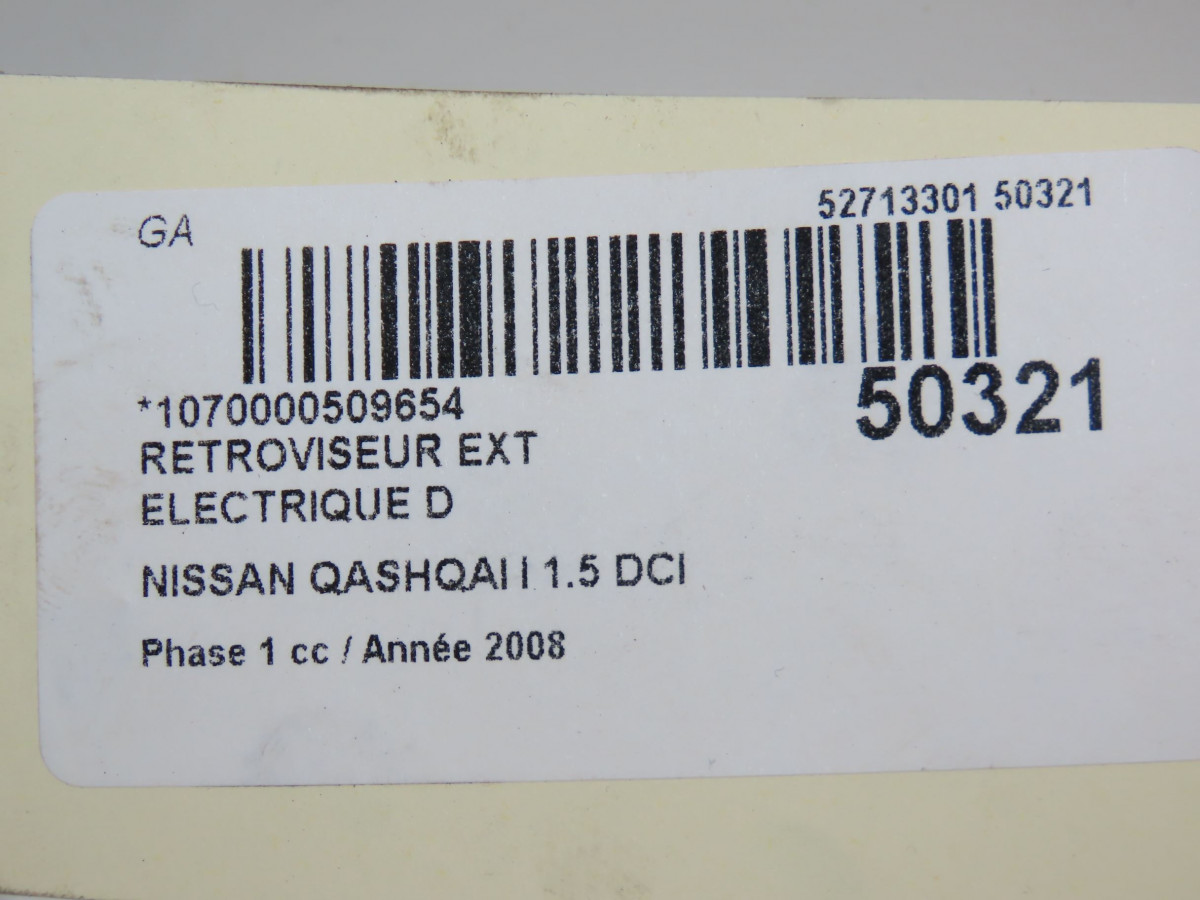 GA
52713301 50321
*1070000509654
50321
RETROVISEUR EXT
ELECTRIQUE D
NISSAN QASHQAI I 1.5 DCI
Phase 1 cc / Année 2008